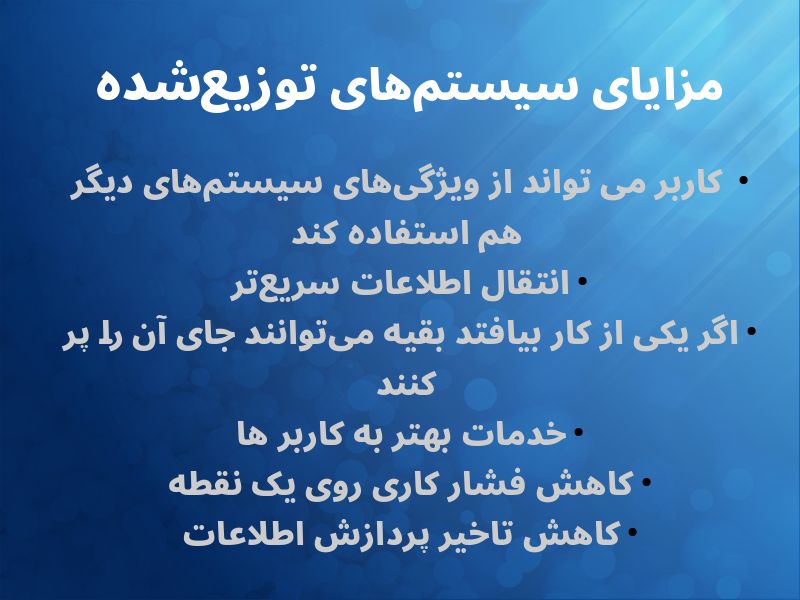 مزایای سیستم‌های توزیع‌شده
• کاربر می تواند از ویژگی‌های سیستم‌های دیگر
هم استفاده کند
• انتقال اطلاعات سریع‌تر
• اگر یکی از کار بیافتد بقیه می‌توانند جای آن را پر
کنند
• خدمات بهتر به کاربر ها
• کاهش فشار کاری روی یک نقطه
• کاهش تاخیر پردازش اطلاعات